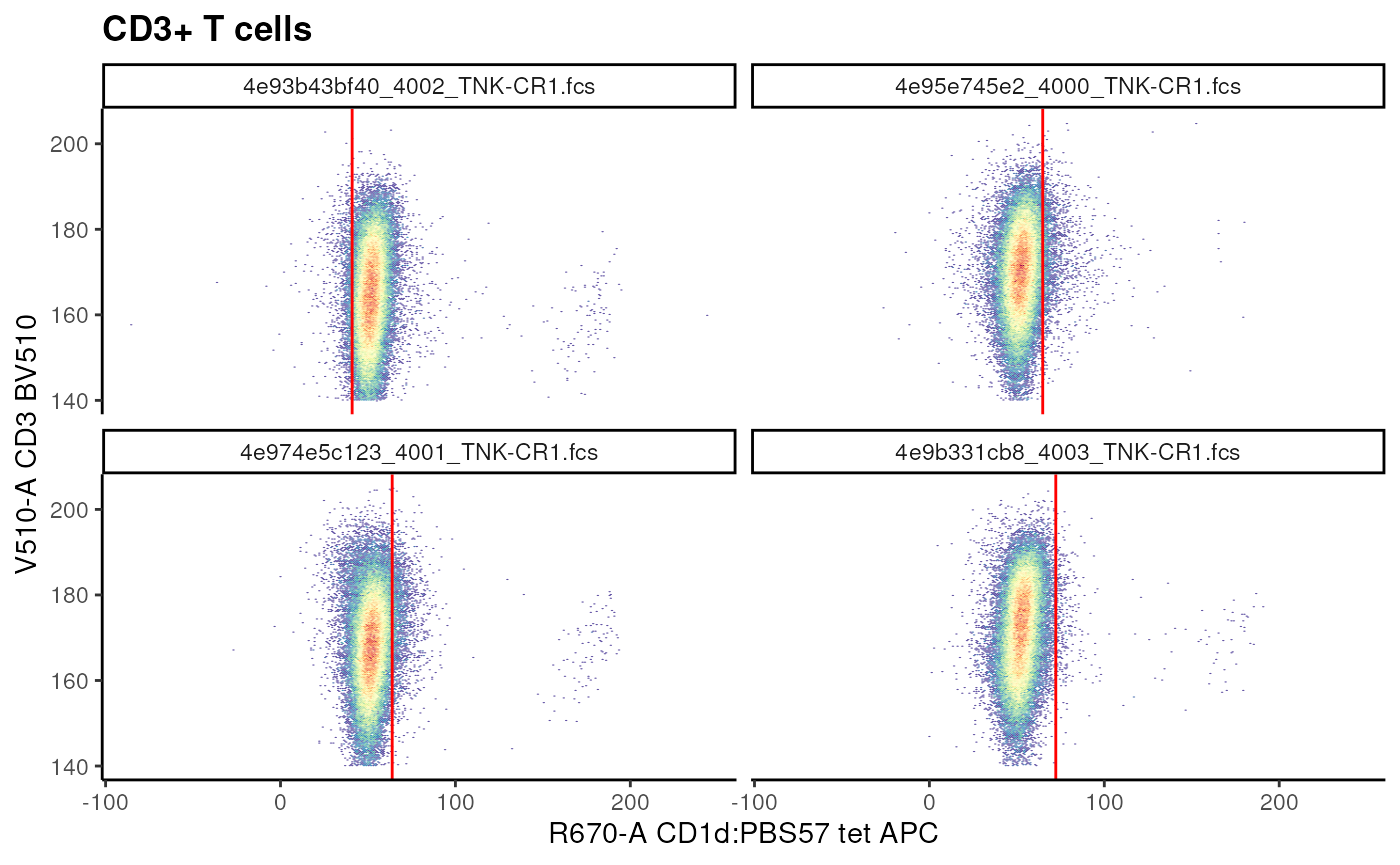 CD3+ T cells
4e93b43bf40_4002_TNK-CR1.fcs
4e95e745e2_4000_TNK-CR1.fcs
200
180
160
140
4e974e5c123_4001_TNK-CR1.fcs
4e9b331cb8_4003_TNK-CR1.fcs
200
180
160
140
V510-A CD3 BV510
-100 0 100 200 -100 0 100 200
R670-A CD1d:PBS57 tet APC